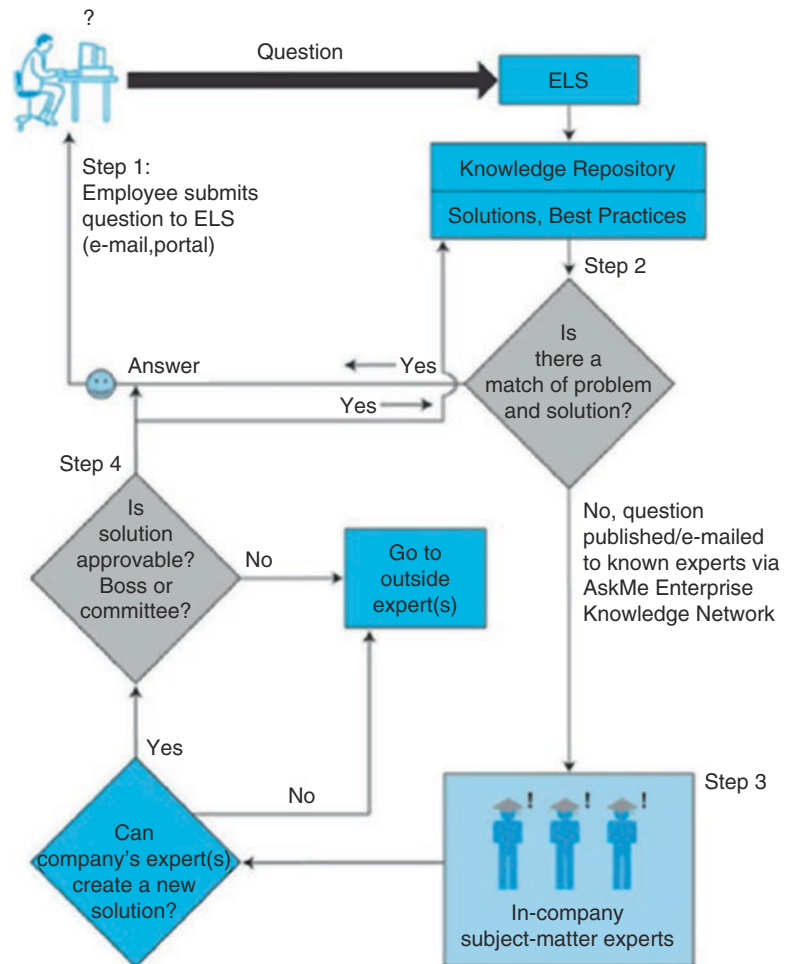 ?
Question
ELS
Step 1:
Employee submits
question to ELS
(e-mail,portal)
Knowledge Repository
Solutions, Best Practices
Step 2
Is
there a
match of problem
and solution?
Yes
Answer
Yes
Step 4
Is
solution
approvable?
Boss or
committee?
No
Go to
outside
expert(s)
No, question
published/e-mailed
to known experts via
AskMe Enterprise
Knowledge Network
Yes
No
Can
company's expert(s)
create a new
solution?
Step 3
! ! !
In-company
subject-matter experts